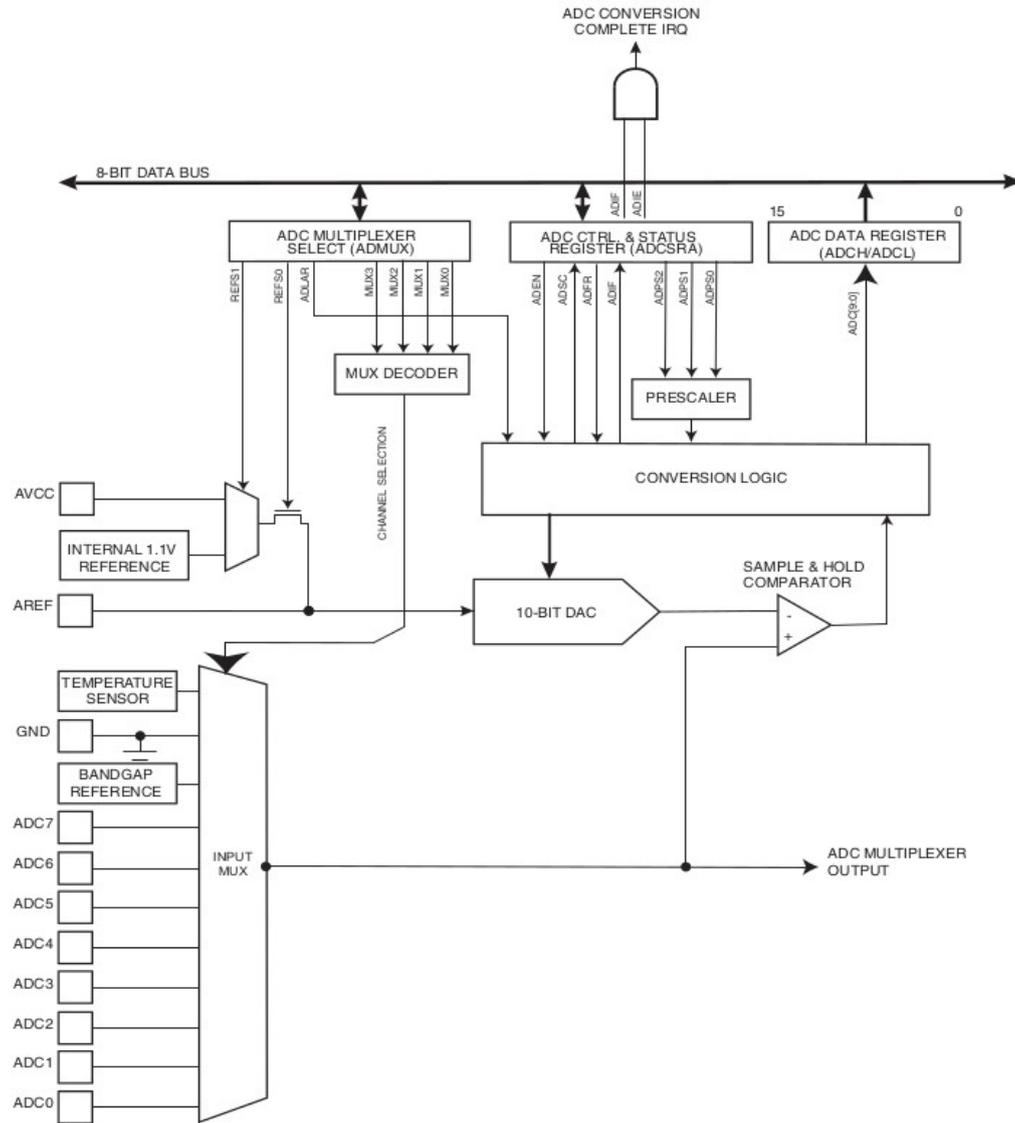 ADC CONVERSION
COMPLETE IRQ
8-BIT DATA BUS
ADIF
ADIE
15
0
ADC MULTIPLEXER
SELECT (ADMUX)
ADC CTRL. & STATUS
REGISTER (ADCSRA)
ADC DATA REGISTER
(ADCH/ADCL)
REFS1
REFS0
ADLAR
MUX3
MUX2
MUX1
MUX0
ADEN
ADSC
ADFR
ADIF
ADPS2
ADPS1
ADPS0
ADC[9:0]
MUX DECODER
PRESCALER
CHANNEL SELECTION
CONVERSION LOGIC
AVCC
INTERNAL 1.1V
REFERENCE
AREF
SAMPLE & HOLD
COMPARATOR
10-BIT DAC
-
+
TEMPERATURE
SENSOR
GND
BANDGAP
REFERENCE
ADC7
ADC6
ADC5
ADC4
ADC3
ADC2
ADC1
ADC0
INPUT
MUX
ADC MULTIPLEXER
OUTPUT